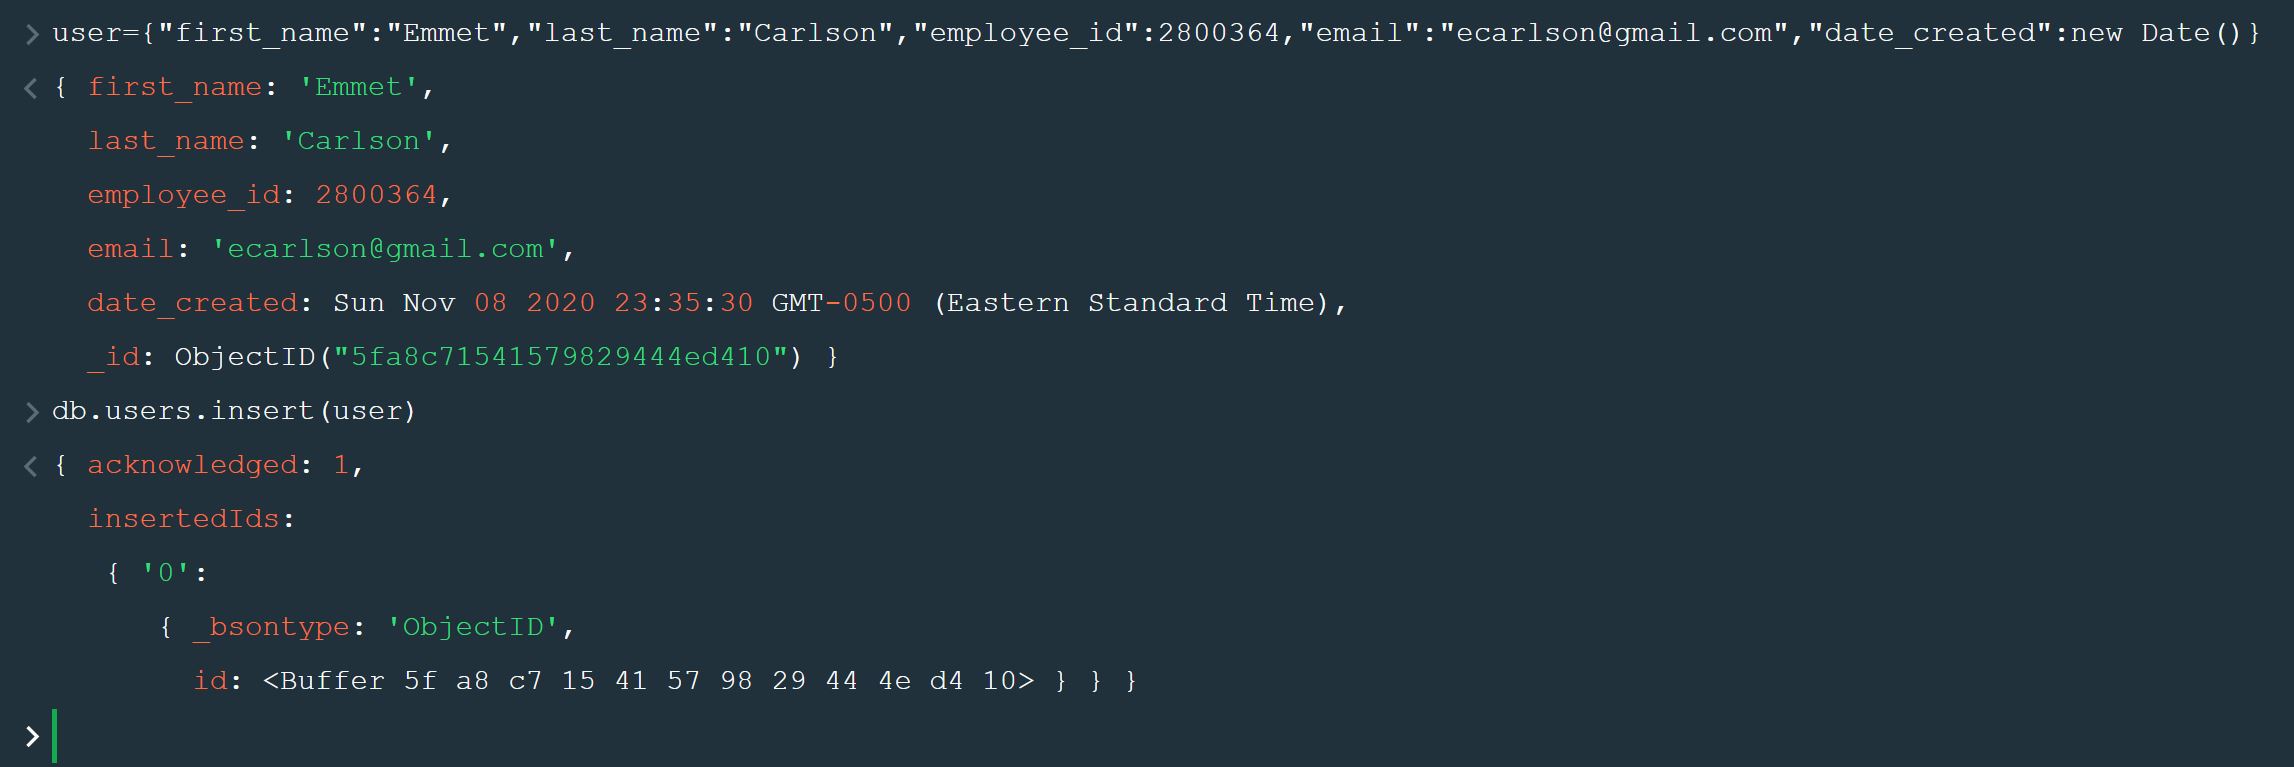 > user={"first_name":"Emmet","last_name":"Carlson","employee_id":2800364,"email":"ecarlson@gmail.com","date_created":new Date()}
< { first_name: 'Emmet',
last_name: 'Carlson',
employee_id: 2800364,
email: 'ecarlson@gmail.com',
date_created: Sun Nov 08 2020 23:35:30 GMT-0500 (Eastern Standard Time),
_id: ObjectID("5fa8c71541579829444ed410") }
> db.users.insert(user)
< { acknowledged: 1,
insertedIds:
{ '0':
{ _bsontype: 'ObjectID',
id: <Buffer 5f a8 c7 15 41 57 98 29 44 4e d4 10> } } }
>